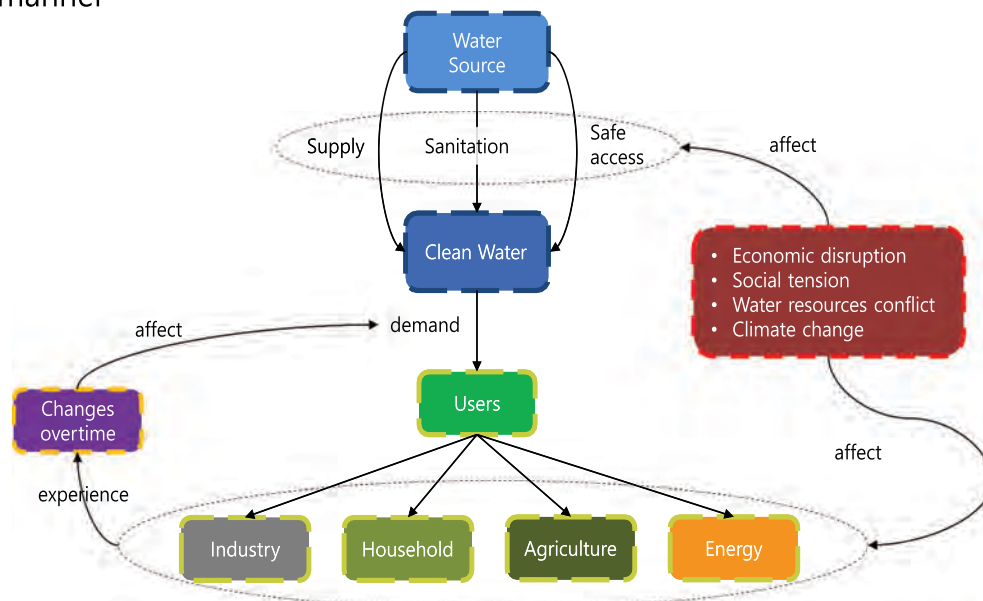 manner
Water
Source
Supply
Sanitation
Safe
access
affect
Clean Water
• Economic disruption
• Social tension
• Water resources conflict
• Climate change
affect
demand
Users
Changes
overtime
affect
experience
Industry
Household
Agriculture
Energy